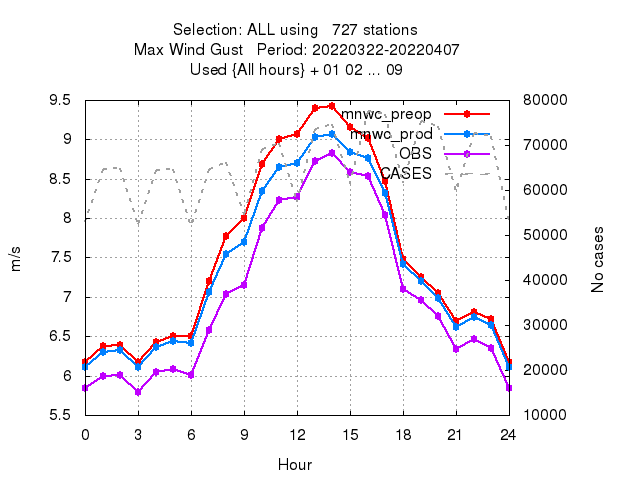 Selection: ALL using   727 stations
Max Wind Gust   Period: 20220322-20220407
Used {All hours} + 01 02 ... 09
9.5
9
8.5
8
7.5
7
6.5
6
5.5
m/s
80000
70000
60000
50000
40000
30000
20000
10000
No cases
mnwc_preop
mnwc_prod
OBS
CASES
0 3 6 9 12 15 18 21 24
Hour